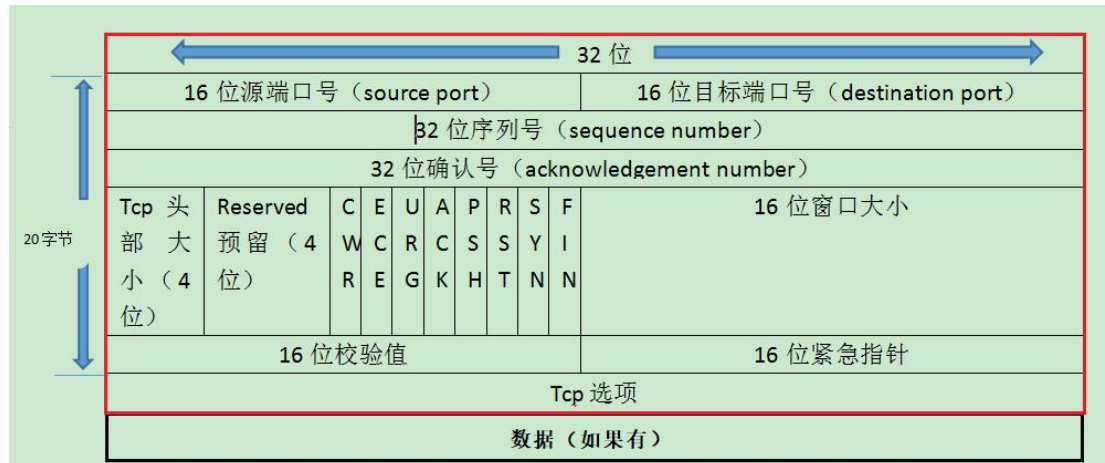 32 位
16 位源端口号（source port）
16 位目标端口号（destination port）
32 位序列号（sequence number）
32 位确认号（acknowledgement number）
20字节
Tcp 头
部 大
小（4
位）
Reserved
预留（4
位）
C
W
R
E
C
E
U
R
G
A
C
K
P
S
H
R
S
T
S
Y
N
F
I
N
16 位窗口大小
16 位校验值
16 位紧急指针
Tcp 选项
数据（如果有）